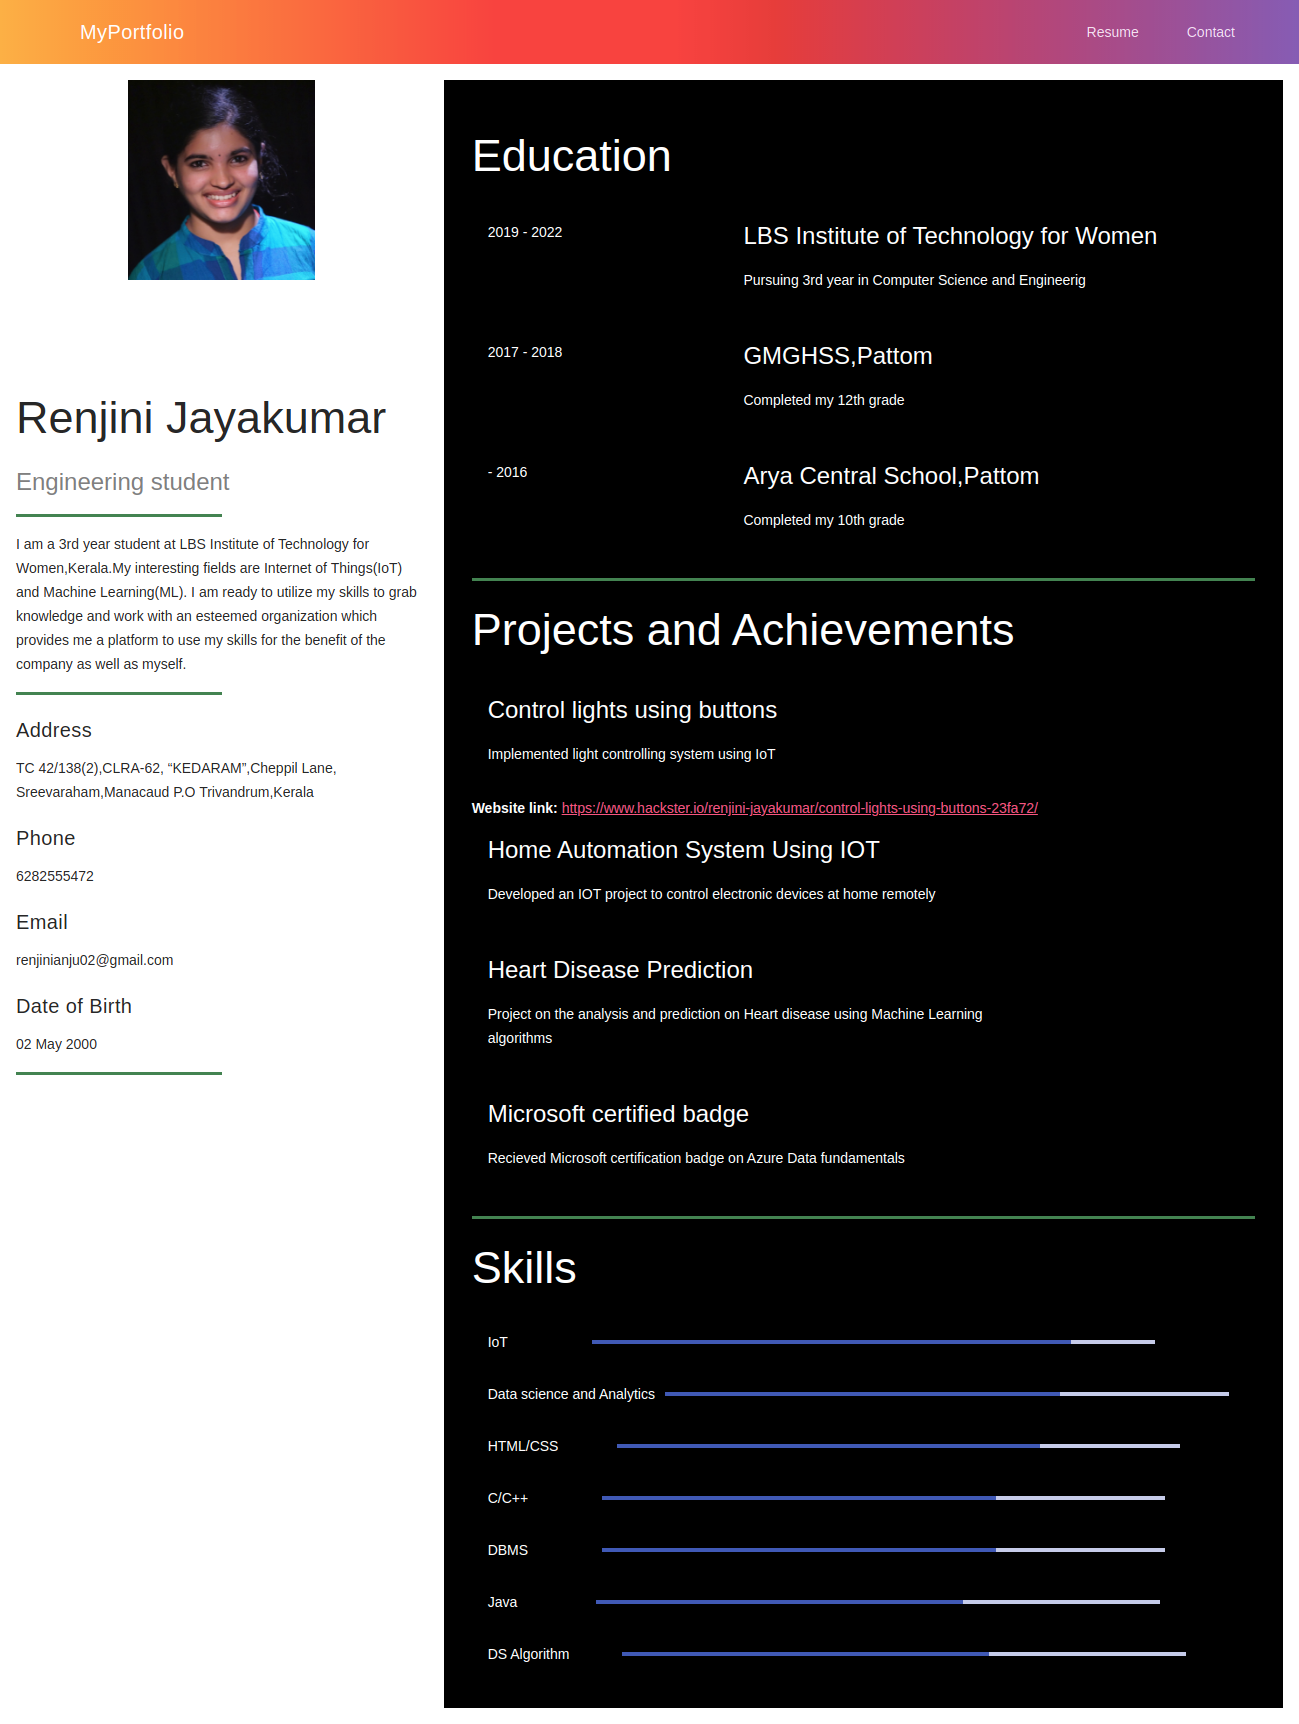 MyPortfolio
Resume
Contact
Renjini Jayakumar
Engineering student
I am a 3rd year student at LBS Institute of Technology for
Women,Kerala.My interesting fields are Internet of Things(IoT)
and Machine Learning(ML). I am ready to utilize my skills to grab
knowledge and work with an esteemed organization which
provides me a platform to use my skills for the benefit of the
company as well as myself.
Address
TC 42/138(2),CLRA-62, “KEDARAM”,Cheppil Lane,
Sreevaraham,Manacaud P.O Trivandrum,Kerala
Phone
6282555472
Email
renjinianju02@gmail.com
Date of Birth
02 May 2000
Education
2019 - 2022
LBS Institute of Technology for Women
Pursuing 3rd year in Computer Science and Engineerig
2017 - 2018
GMGHSS,Pattom
Completed my 12th grade
- 2016
Arya Central School,Pattom
Completed my 10th grade
Projects and Achievements
Control lights using buttons
Implemented light controlling system using IoT
Website link: https://www.hackster.io/renjini-jayakumar/control-lights-using-buttons-23fa72/
Home Automation System Using IOT
Developed an IOT project to control electronic devices at home remotely
Heart Disease Prediction
Project on the analysis and prediction on Heart disease using Machine Learning
algorithms
Microsoft certified badge
Recieved Microsoft certification badge on Azure Data fundamentals
Skills
IoT
Data science and Analytics
HTML/CSS
C/C++
DBMS
Java
DS Algorithm